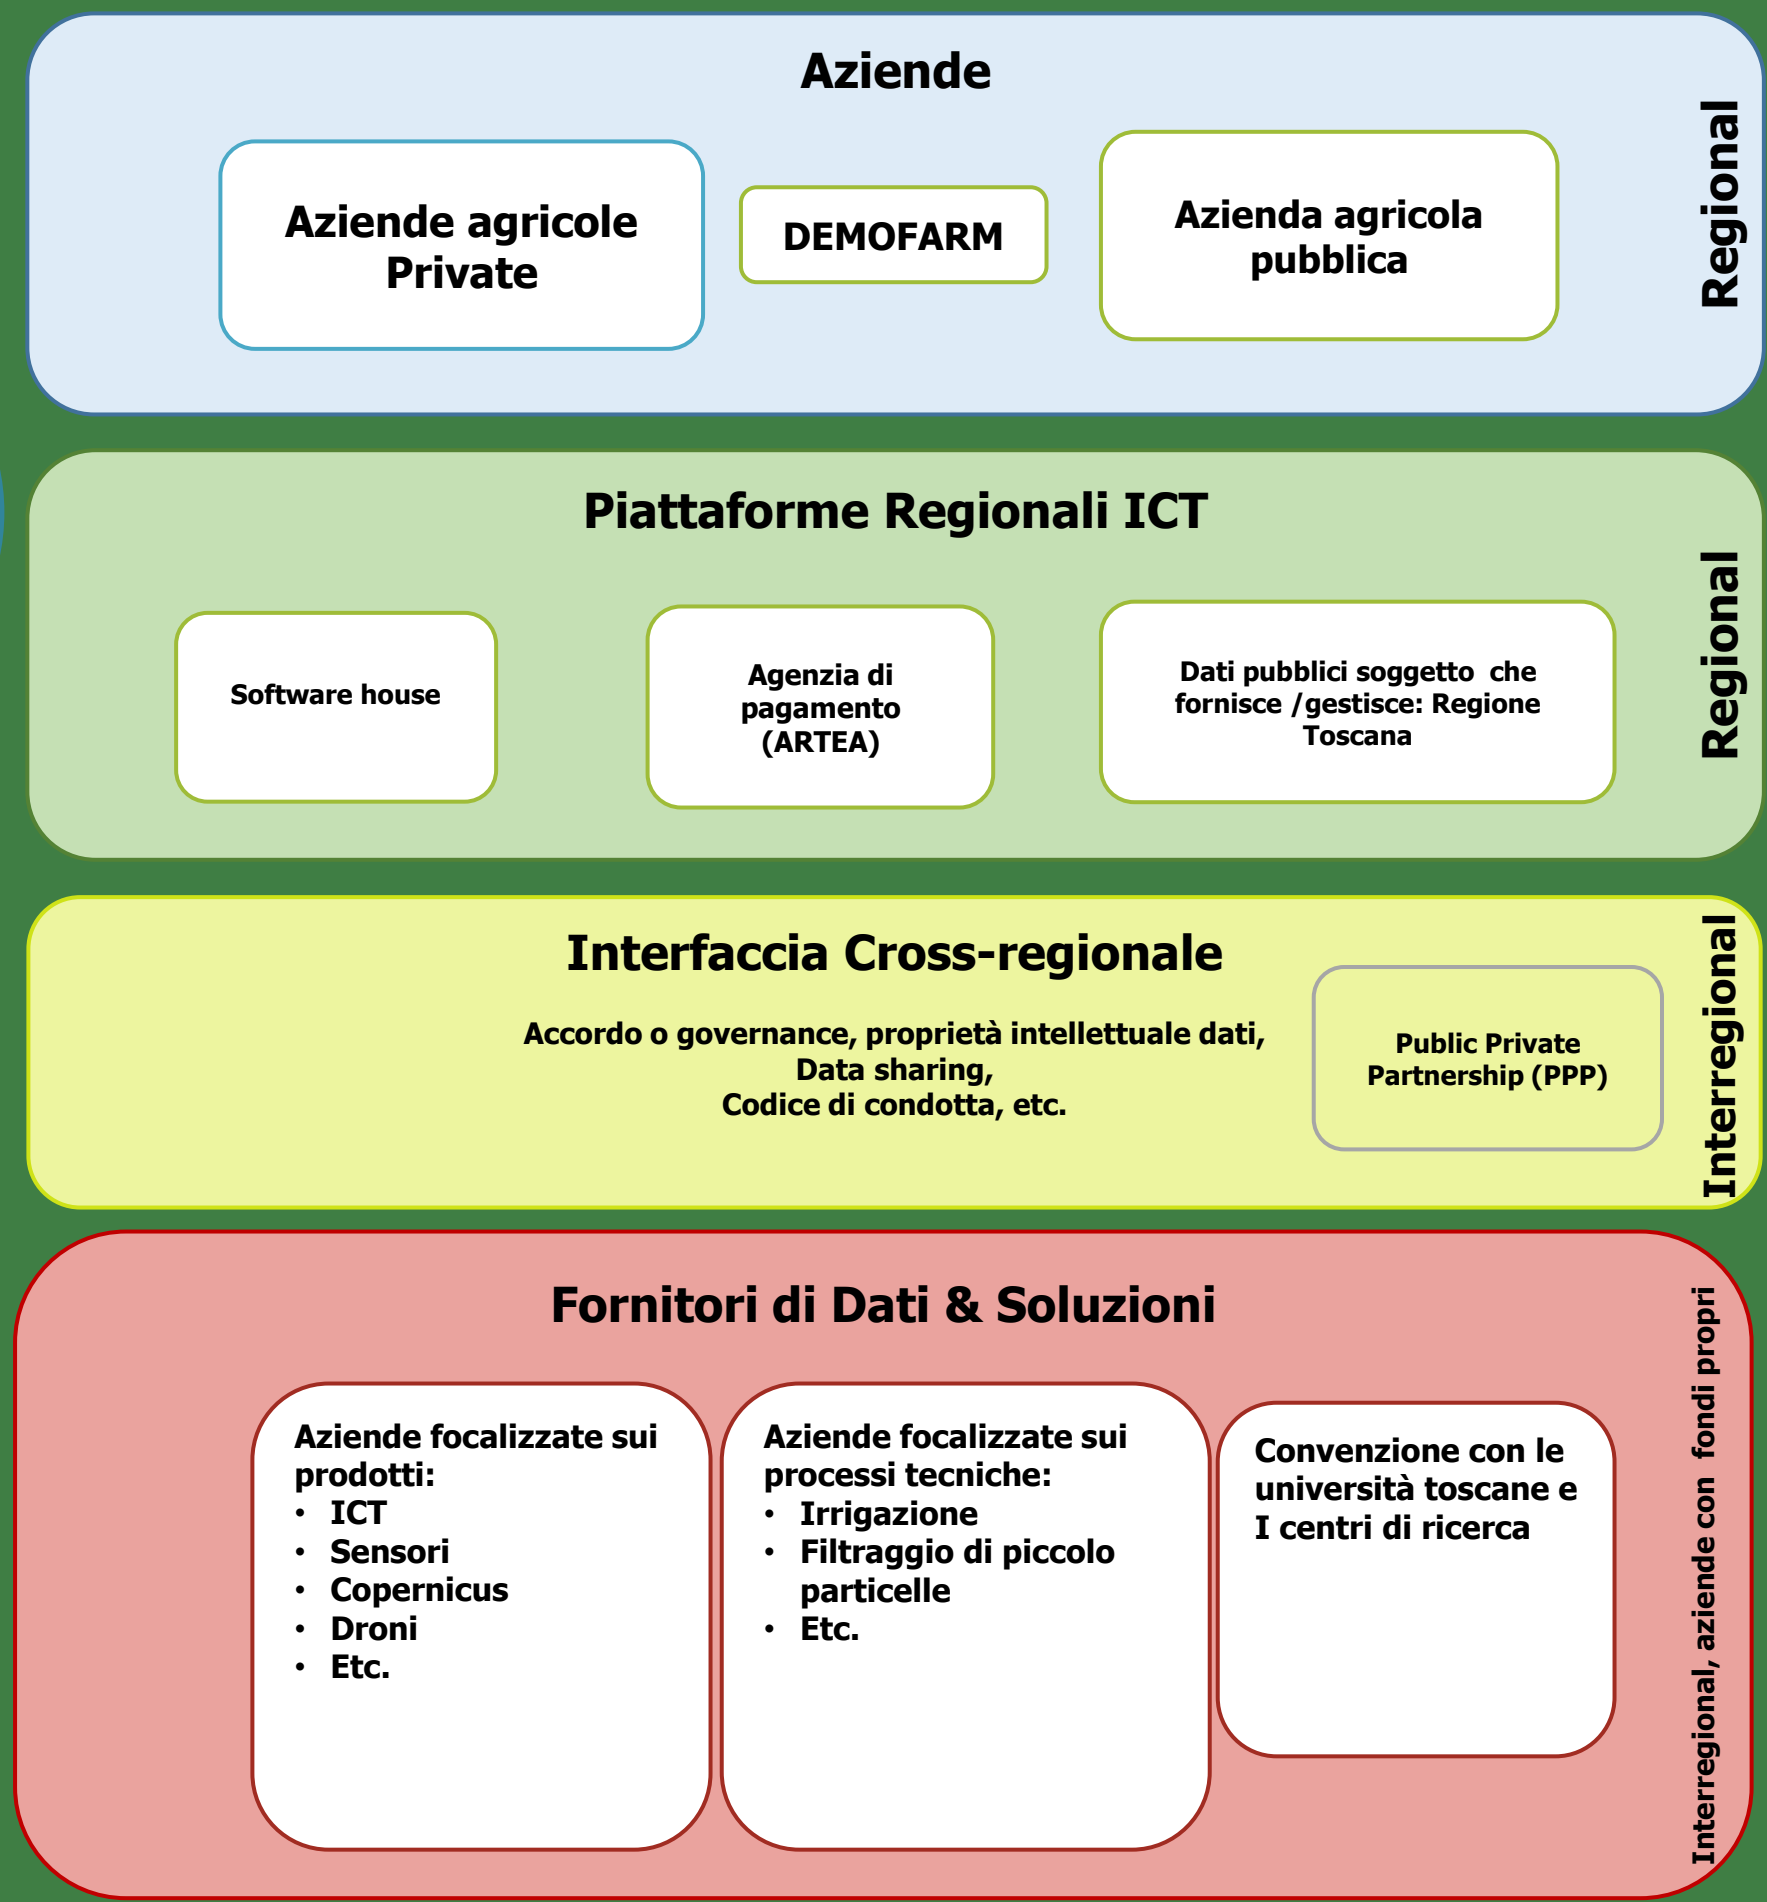 Aziende
Regional
Aziende agricole
Private
DEMOFARM
Azienda agricola
pubblica
Piattaforme Regionali ICT
Regional
Software house
Agenzia di
pagamento
(ARTEA)
Dati pubblici soggetto  che
fornisce /gestisce: Regione
Toscana
Interfaccia Cross-regionale
Interregional
Accordo o governance, proprietà intellettuale dati,
Data sharing,
Codice di condotta, etc.
Public Private
Partnership (PPP)
Fornitori di Dati & Soluzioni
Interregional, aziende con  fondi propri
Aziende focalizzate sui
prodotti:
• ICT
• Sensori
• Copernicus
• Droni
• Etc.
Aziende focalizzate sui
processi tecniche:
• Irrigazione
• Filtraggio di piccolo
particelle
• Etc.
Convenzione con le
università toscane e
I centri di ricerca